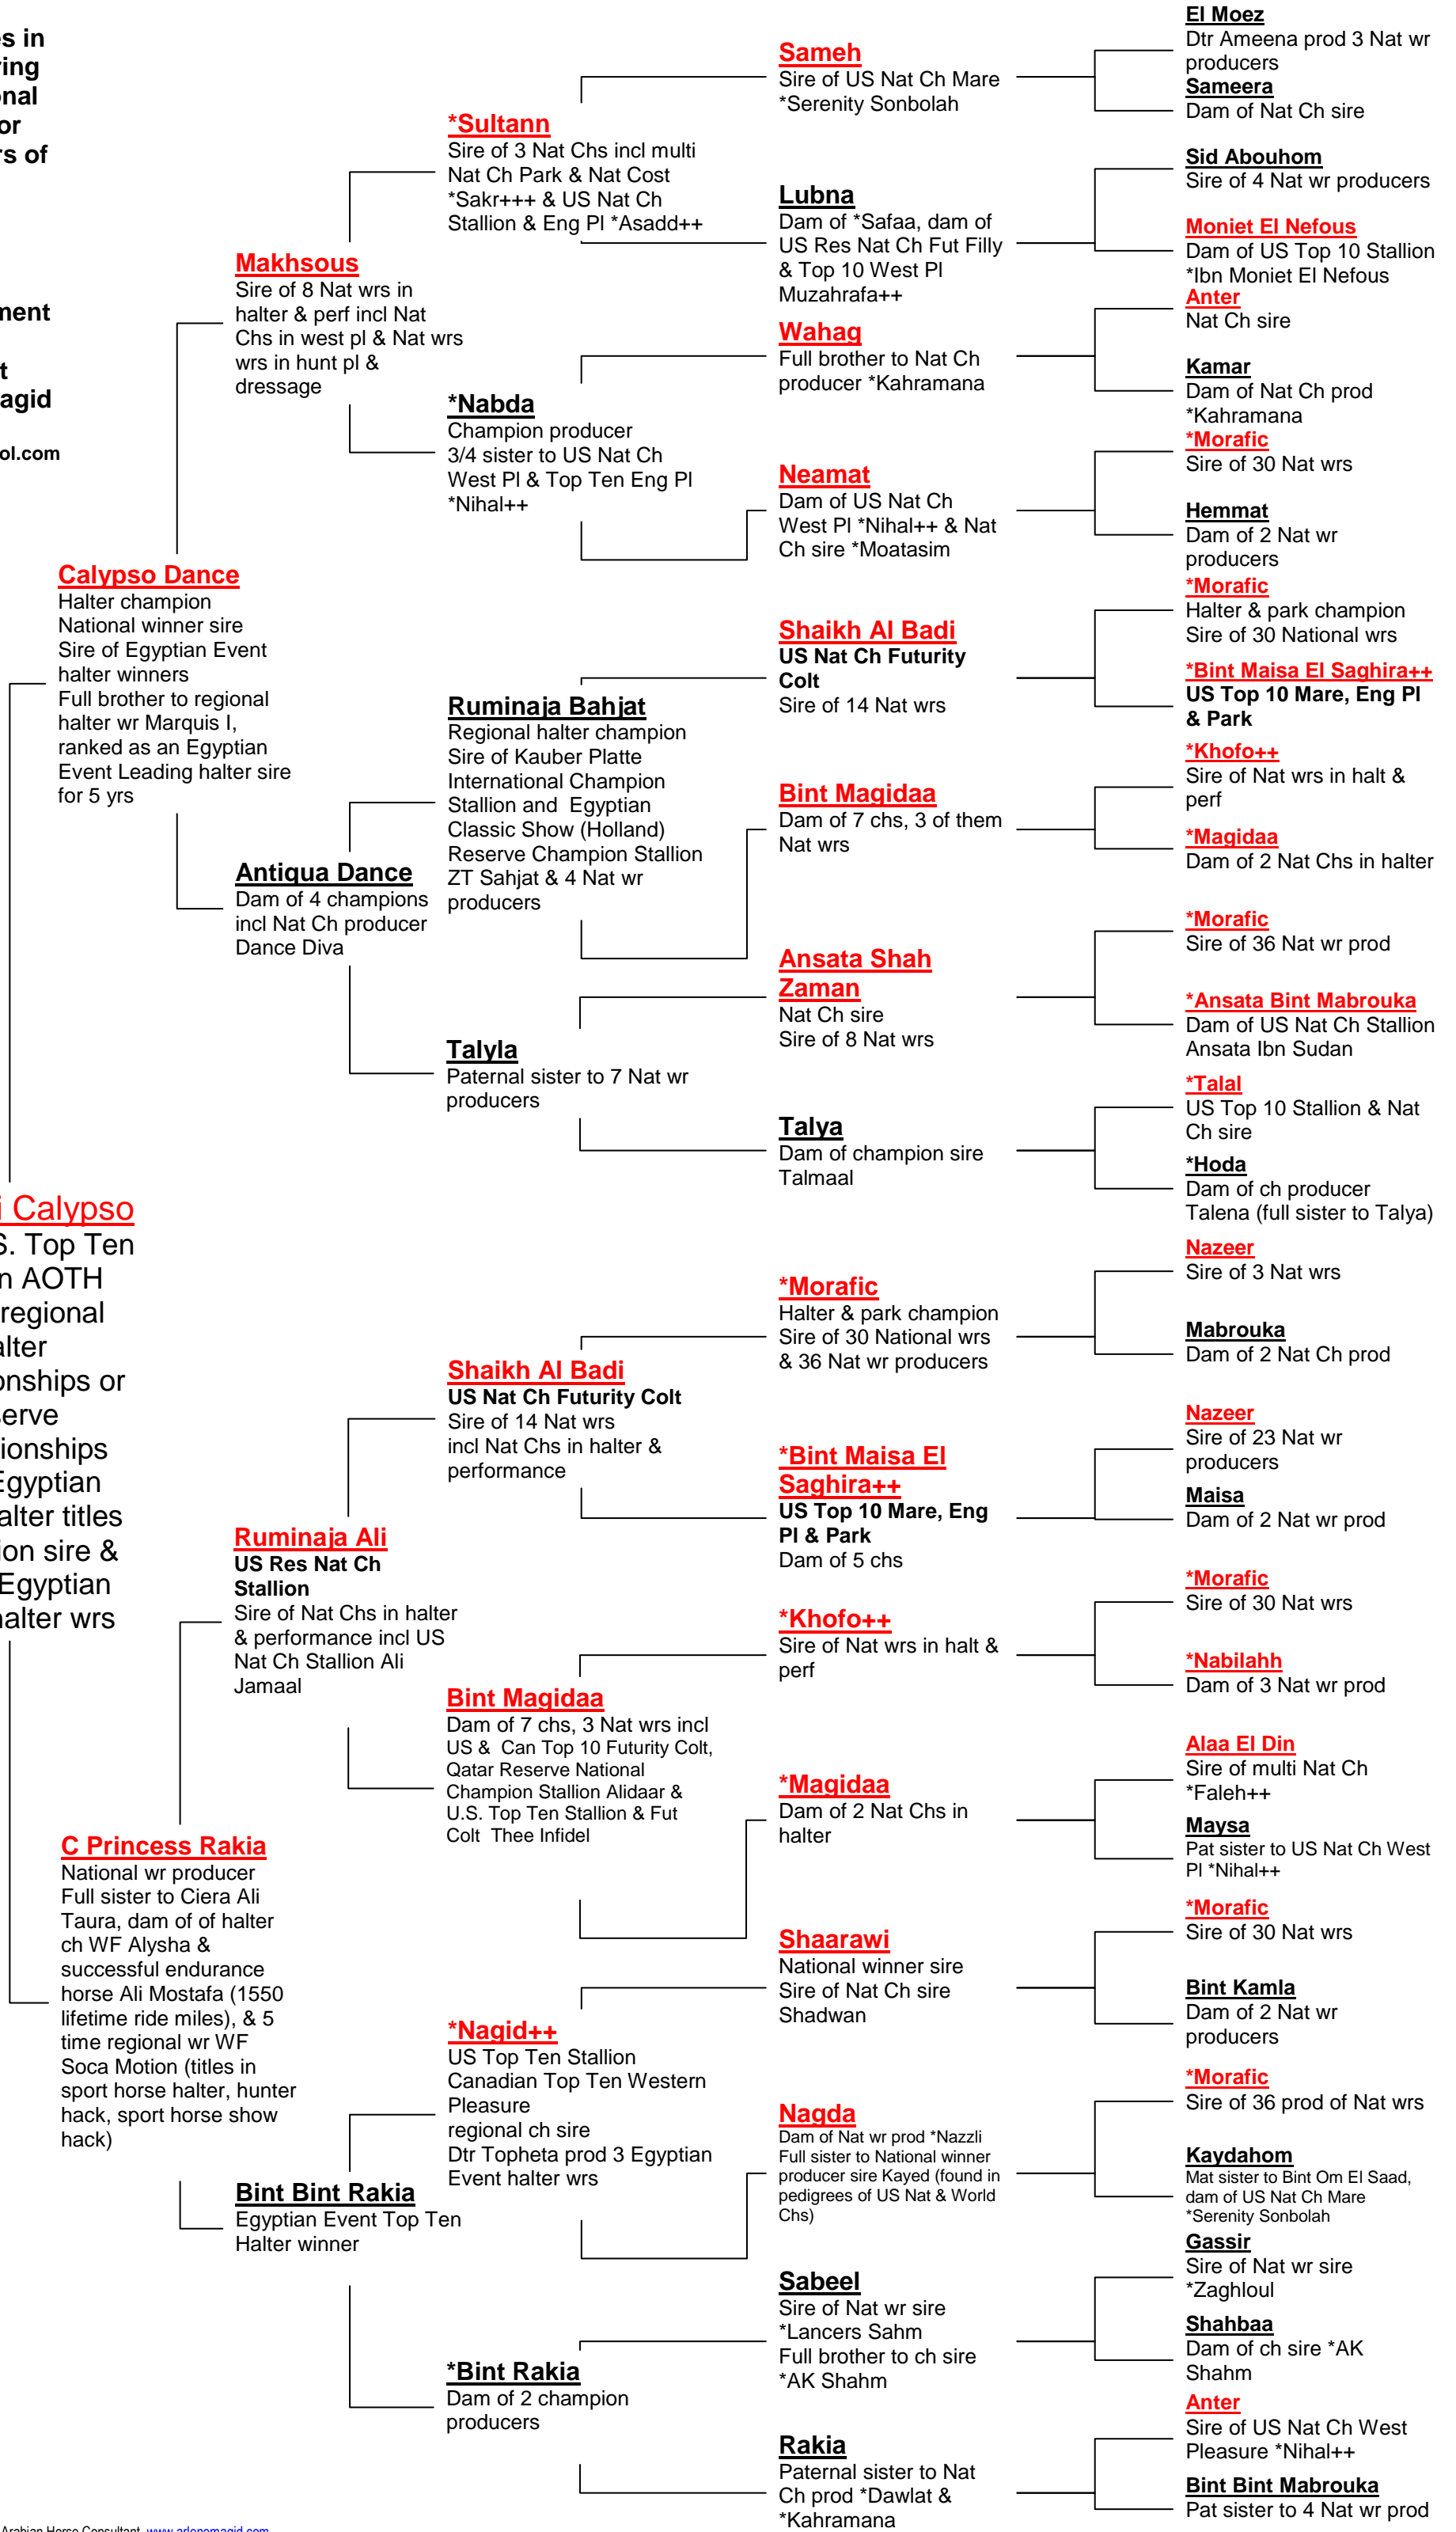 es in
ring
onal
or
rs of
ment
t
agid
ol.com
i Calypso
S. Top Ten
n AOTH
regional
alter
onships or
serve
ionships
Egyptian
alter titles
ion sire &
Egyptian
halter wrs
Calypso Dance
Halter champion
National winner sire
Sire of Egyptian Event
halter winners
Full brother to regional
halter wr Marquis I,
ranked as an Egyptian
Event Leading halter sire
for 5 yrs
C Princess Rakia
National wr producer
Full sister to Ciera Ali
Taura, dam of of halter
ch WF Alysha &
successful endurance
horse Ali Mostafa (1550
lifetime ride miles), & 5
time regional wr WF
Soca Motion (titles in
sport horse halter, hunter
hack, sport horse show
hack)
Makhsous
Sire of 8 Nat wrs in
halter & perf incl Nat
Chs in west pl & Nat wrs
wrs in hunt pl &
dressage
Antiqua Dance
Dam of 4 champions
incl Nat Ch producer
Dance Diva
Ruminaja Ali
US Res Nat Ch
Stallion
Sire of Nat Chs in halter
& performance incl US
Nat Ch Stallion Ali
Jamaal
Bint Bint Rakia
Egyptian Event Top Ten
Halter winner
*Sultann
Sire of 3 Nat Chs incl multi
Nat Ch Park & Nat Cost
*Sakr+++ & US Nat Ch
Stallion & Eng Pl *Asadd++
*Nabda
Champion producer
3/4 sister to US Nat Ch
West Pl & Top Ten Eng Pl
*Nihal++
Ruminaja Bahjat
Regional halter champion
Sire of Kauber Platte
International Champion
Stallion and Egyptian
Classic Show (Holland)
Reserve Champion Stallion
ZT Sahjat & 4 Nat wr
producers
Talyla
Paternal sister to 7 Nat wr
producers
Shaikh Al Badi
US Nat Ch Futurity Colt
Sire of 14 Nat wrs
incl Nat Chs in halter &
performance
Bint Magidaa
Dam of 7 chs, 3 Nat wrs incl
US & Can Top 10 Futurity Colt,
Qatar Reserve National
Champion Stallion Alidaar &
U.S. Top Ten Stallion & Fut
Colt Thee Infidel
*Nagid++
US Top Ten Stallion
Canadian Top Ten Western
Pleasure
regional ch sire
Dtr Topheta prod 3 Egyptian
Event halter wrs
*Bint Rakia
Dam of 2 champion
producers
Sameh
Sire of US Nat Ch Mare
*Serenity Sonbolah
Lubna
Dam of *Safaa, dam of
US Res Nat Ch Fut Filly
& Top 10 West Pl
Muzahrafa++
Wahag
Full brother to Nat Ch
producer *Kahramana
Neamat
Dam of US Nat Ch
West Pl *Nihal++ & Nat
Ch sire *Moatasim
Shaikh Al Badi
US Nat Ch Futurity
Colt
Sire of 14 Nat wrs
Bint Magidaa
Dam of 7 chs, 3 of them
Nat wrs
Ansata Shah
Zaman
Nat Ch sire
Sire of 8 Nat wrs
Talya
Dam of champion sire
Talmaal
*Morafic
Halter & park champion
Sire of 30 National wrs
& 36 Nat wr producers
*Bint Maisa El
Saghira++
US Top 10 Mare, Eng
Pl & Park
Dam of 5 chs
*Khofo++
Sire of Nat wrs in halt &
perf
*Magidaa
Dam of 2 Nat Chs in
halter
Shaarawi
National winner sire
Sire of Nat Ch sire
Shadwan
Nagda
Dam of Nat wr prod *Nazzli
Full sister to National winner
producer sire Kayed (found in
pedigrees of US Nat & World
Chs)
Sabeel
Sire of Nat wr sire
*Lancers Sahm
Full brother to ch sire
*AK Shahm
Rakia
Paternal sister to Nat
Ch prod *Dawlat &
*Kahramana
El Moez
Dtr Ameena prod 3 Nat wr
producers
Sameera
Dam of Nat Ch sire
Sid Abouhom
Sire of 4 Nat wr producers
Moniet El Nefous
Dam of US Top 10 Stallion
*Ibn Moniet El Nefous
Anter
Nat Ch sire
Kamar
Dam of Nat Ch prod
*Kahramana
*Morafic
Sire of 30 Nat wrs
Hemmat
Dam of 2 Nat wr
producers
*Morafic
Halter & park champion
Sire of 30 National wrs
*Bint Maisa El Saghira++
US Top 10 Mare, Eng Pl
& Park
*Khofo++
Sire of Nat wrs in halt &
perf
*Magidaa
Dam of 2 Nat Chs in halter
*Morafic
Sire of 36 Nat wr prod
*Ansata Bint Mabrouka
Dam of US Nat Ch Stallion
Ansata Ibn Sudan
*Talal
US Top 10 Stallion & Nat
Ch sire
*Hoda
Dam of ch producer
Talena (full sister to Talya)
Nazeer
Sire of 3 Nat wrs
Mabrouka
Dam of 2 Nat Ch prod
Nazeer
Sire of 23 Nat wr
producers
Maisa
Dam of 2 Nat wr prod
*Morafic
Sire of 30 Nat wrs
*Nabilahh
Dam of 3 Nat wr prod
Alaa El Din
Sire of multi Nat Ch
*Faleh++
Maysa
Pat sister to US Nat Ch West
Pl *Nihal++
*Morafic
Sire of 30 Nat wrs
Bint Kamla
Dam of 2 Nat wr
producers
*Morafic
Sire of 36 prod of Nat wrs
Kaydahom
Mat sister to Bint Om El Saad,
dam of US Nat Ch Mare
*Serenity Sonbolah
Gassir
Sire of Nat wr sire
*Zaghloul
Shahbaa
Dam of ch sire *AK
Shahm
Anter
Sire of US Nat Ch West
Pleasure *Nihal++
Bint Bint Mabrouka
Pat sister to 4 Nat wr prod
Arabian Horse Consultant www.arlenemagid.com